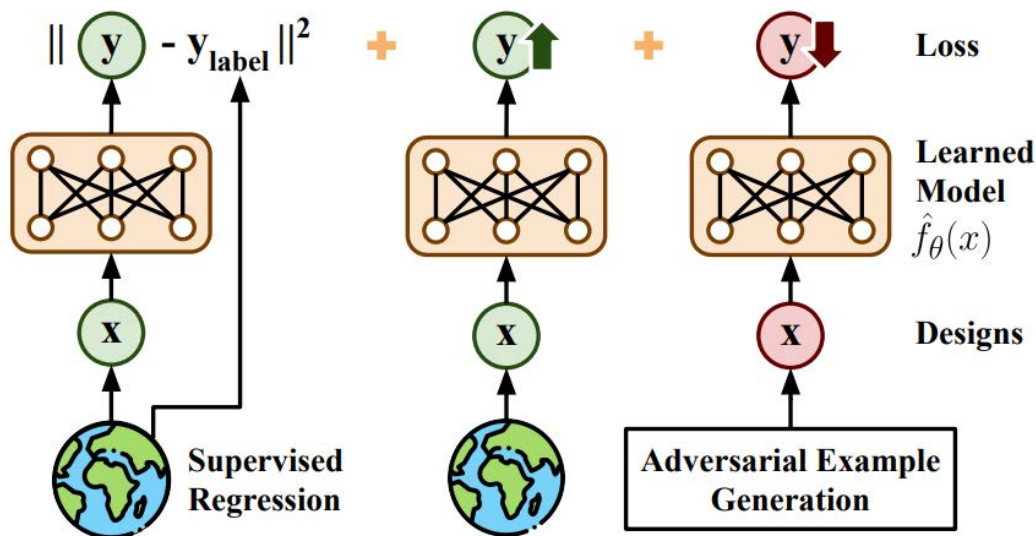 || y - y_label ||² + y + y Loss
Learned
Model
f̂_θ(x)
x x x Designs
Supervised
Regression
Adversarial Example
Generation